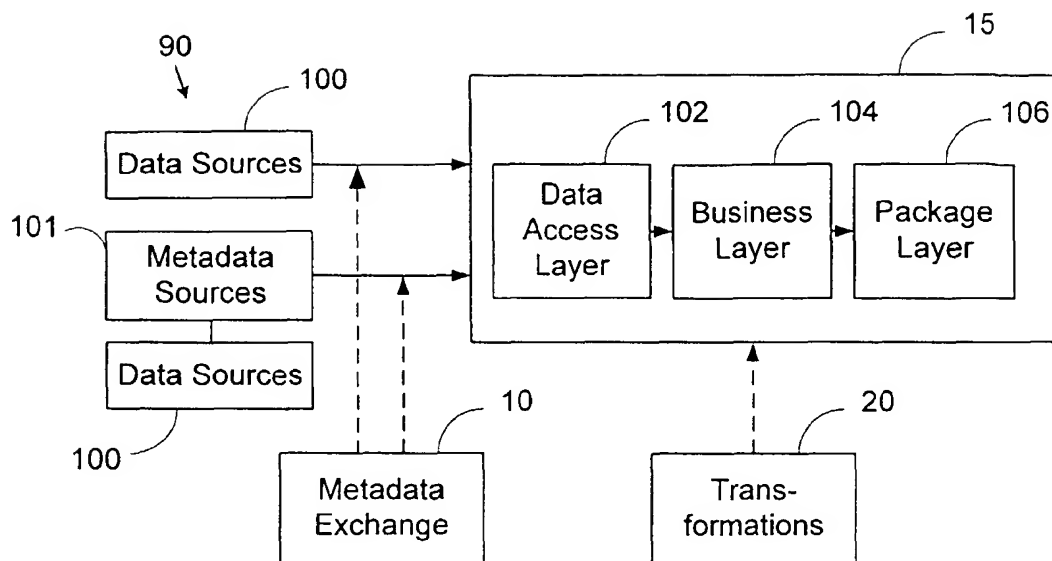 90
100
15
Data Sources
102
104
106
101
Metadata
Sources
Data
Access
Layer
Business
Layer
Package
Layer
Data Sources
100
10
20
Metadata
Exchange
Trans-
formations